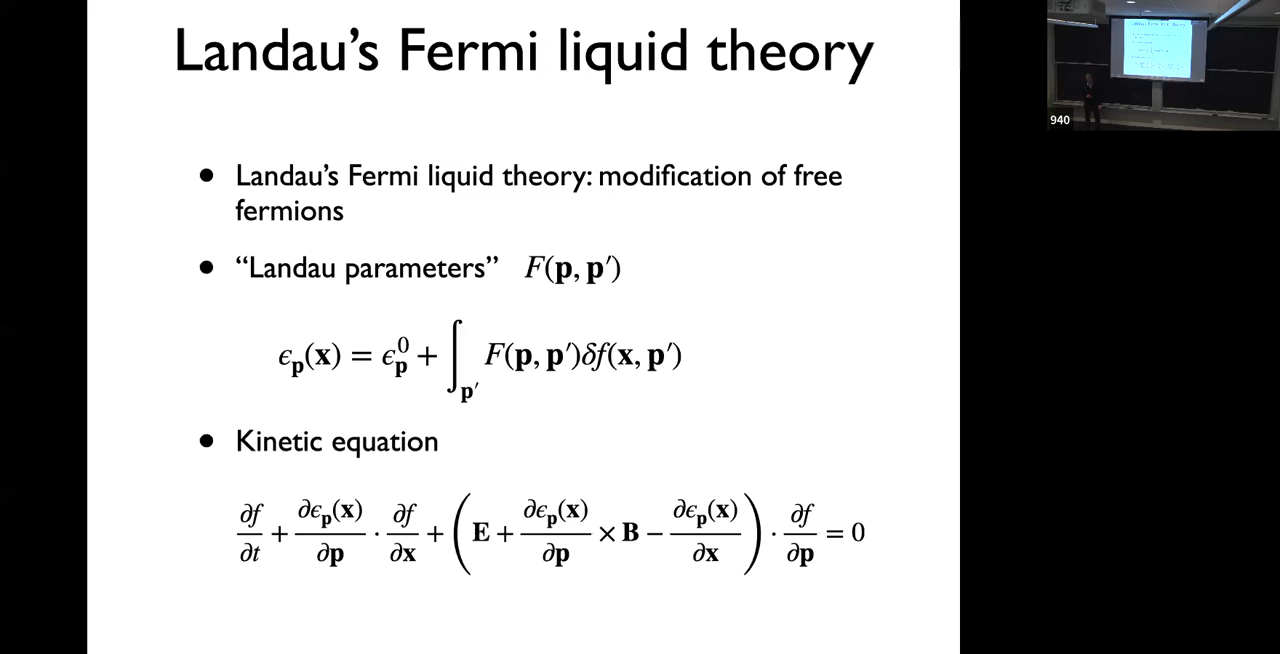 Landau’s Fermi liquid theory
• Landau’s Fermi liquid theory: modification of free
fermions
• “Landau parameters” F(𝐩, 𝐩′)
ϵ_𝐩(𝐱) = ϵ_𝐩^0 + ∫_𝐩′ F(𝐩, 𝐩′)δf(𝐱, 𝐩′)
• Kinetic equation
∂f/∂t + ∂ϵ_𝐩(𝐱)/∂𝐩 · ∂f/∂𝐱 + (𝐄 + ∂ϵ_𝐩(𝐱)/∂𝐩 × 𝐁 − ∂ϵ_𝐩(𝐱)/∂𝐱) · ∂f/∂𝐩 = 0
940